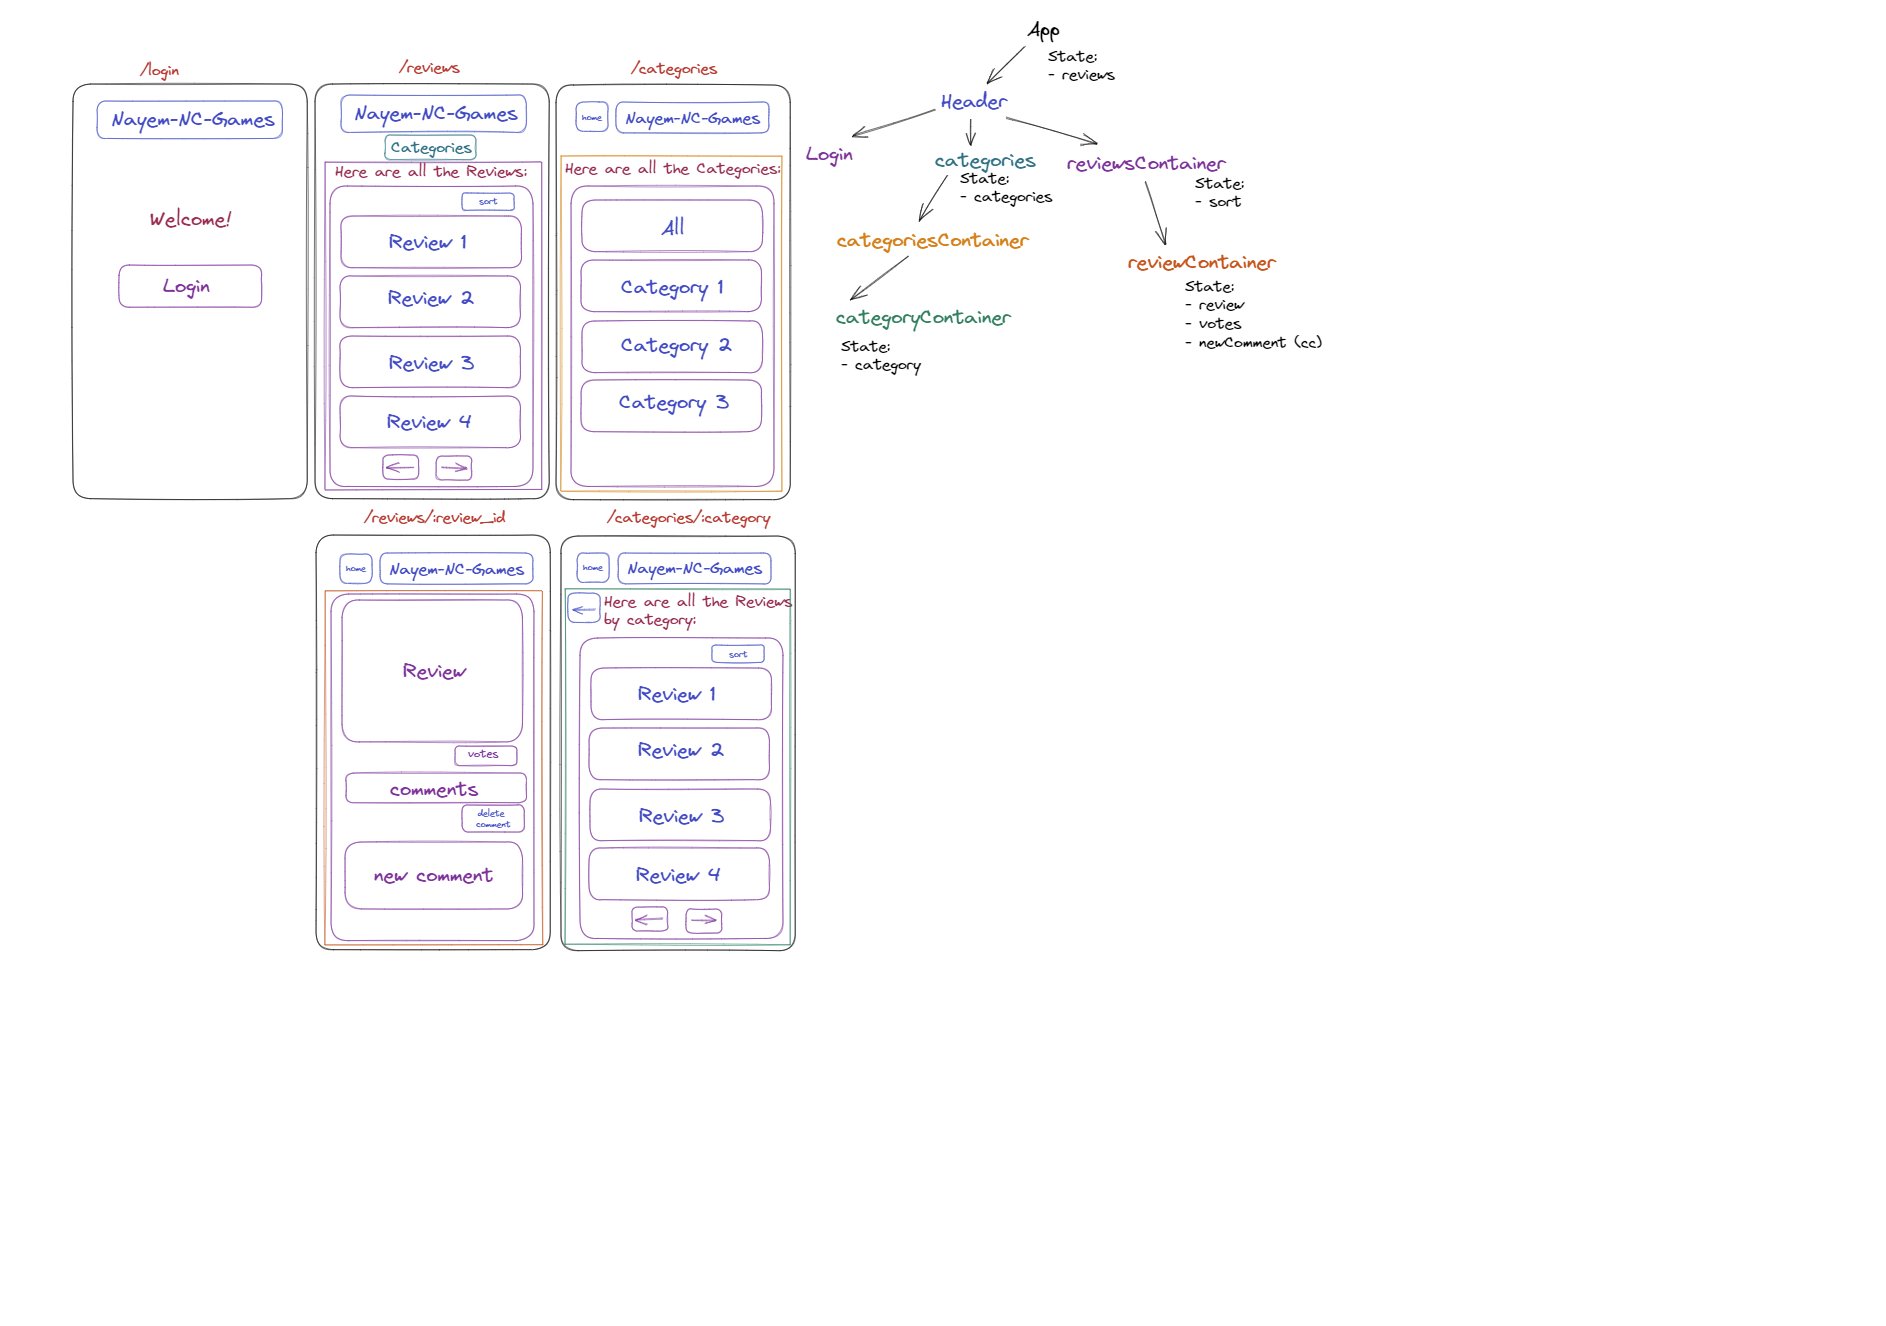 /login
Nayem-NC-Games
Welcome!
Login
/reviews
Nayem-NC-Games
Categories
Here are all the Reviews:
sort
Review 1
Review 2
Review 3
Review 4
/categories
home
Nayem-NC-Games
Here are all the Categories:
All
Category 1
Category 2
Category 3
/reviews/:review_id
home
Nayem-NC-Games
Review
votes
comments
delete
comment
new comment
/categories/:category
home
Nayem-NC-Games
Here are all the Reviews
by category:
sort
Review 1
Review 2
Review 3
Review 4
App
State:
- reviews
Header
Login
categories
State:
- categories
reviewsContainer
State:
- sort
categoriesContainer
reviewContainer
State:
- review
- votes
- newComment (cc)
categoryContainer
State:
- category